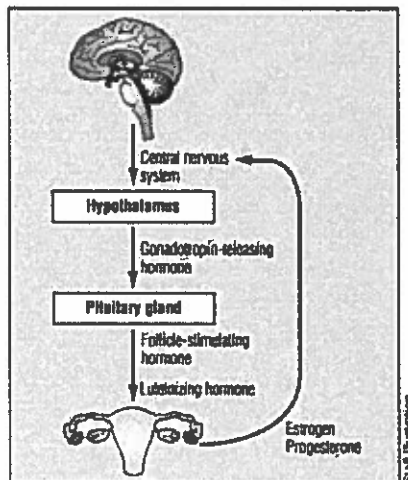 Central nervous
system
Hypothalamus
Gonadotropin-releasing
hormone
Pituitary gland
Follicle-stimulating
hormone
Luteinizing hormone
Estrogen
Progesterone